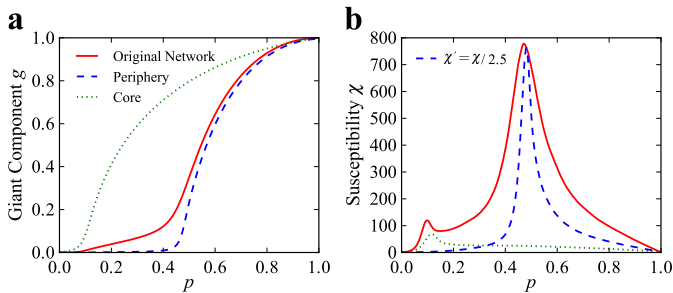 a
1.0
0.8
0.6
0.4
0.2
0.0
Giant Component g
Original Network
Periphery
Core
0.0 0.2 0.4 0.6 0.8 1.0
p
b
800
700
600
500
400
300
200
100
0
Susceptibility χ
χ´ = χ / 2.5
0.0 0.2 0.4 0.6 0.8 1.0
p